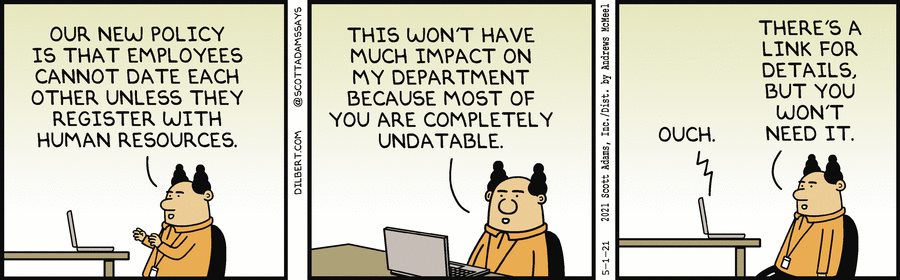 OUR NEW POLICY
IS THAT EMPLOYEES
CANNOT DATE EACH
OTHER UNLESS THEY
REGISTER WITH
HUMAN RESOURCES.
DILBERT.COM @SCOTTADAMSSAYS
THIS WON'T HAVE
MUCH IMPACT ON
MY DEPARTMENT
BECAUSE MOST OF
YOU ARE COMPLETELY
UNDATABLE.
5-1-21 2021 Scott Adams, Inc./Dist. by Andrews McMeel
OUCH.
THERE'S A
LINK FOR
DETAILS,
BUT YOU
WON'T
NEED IT.